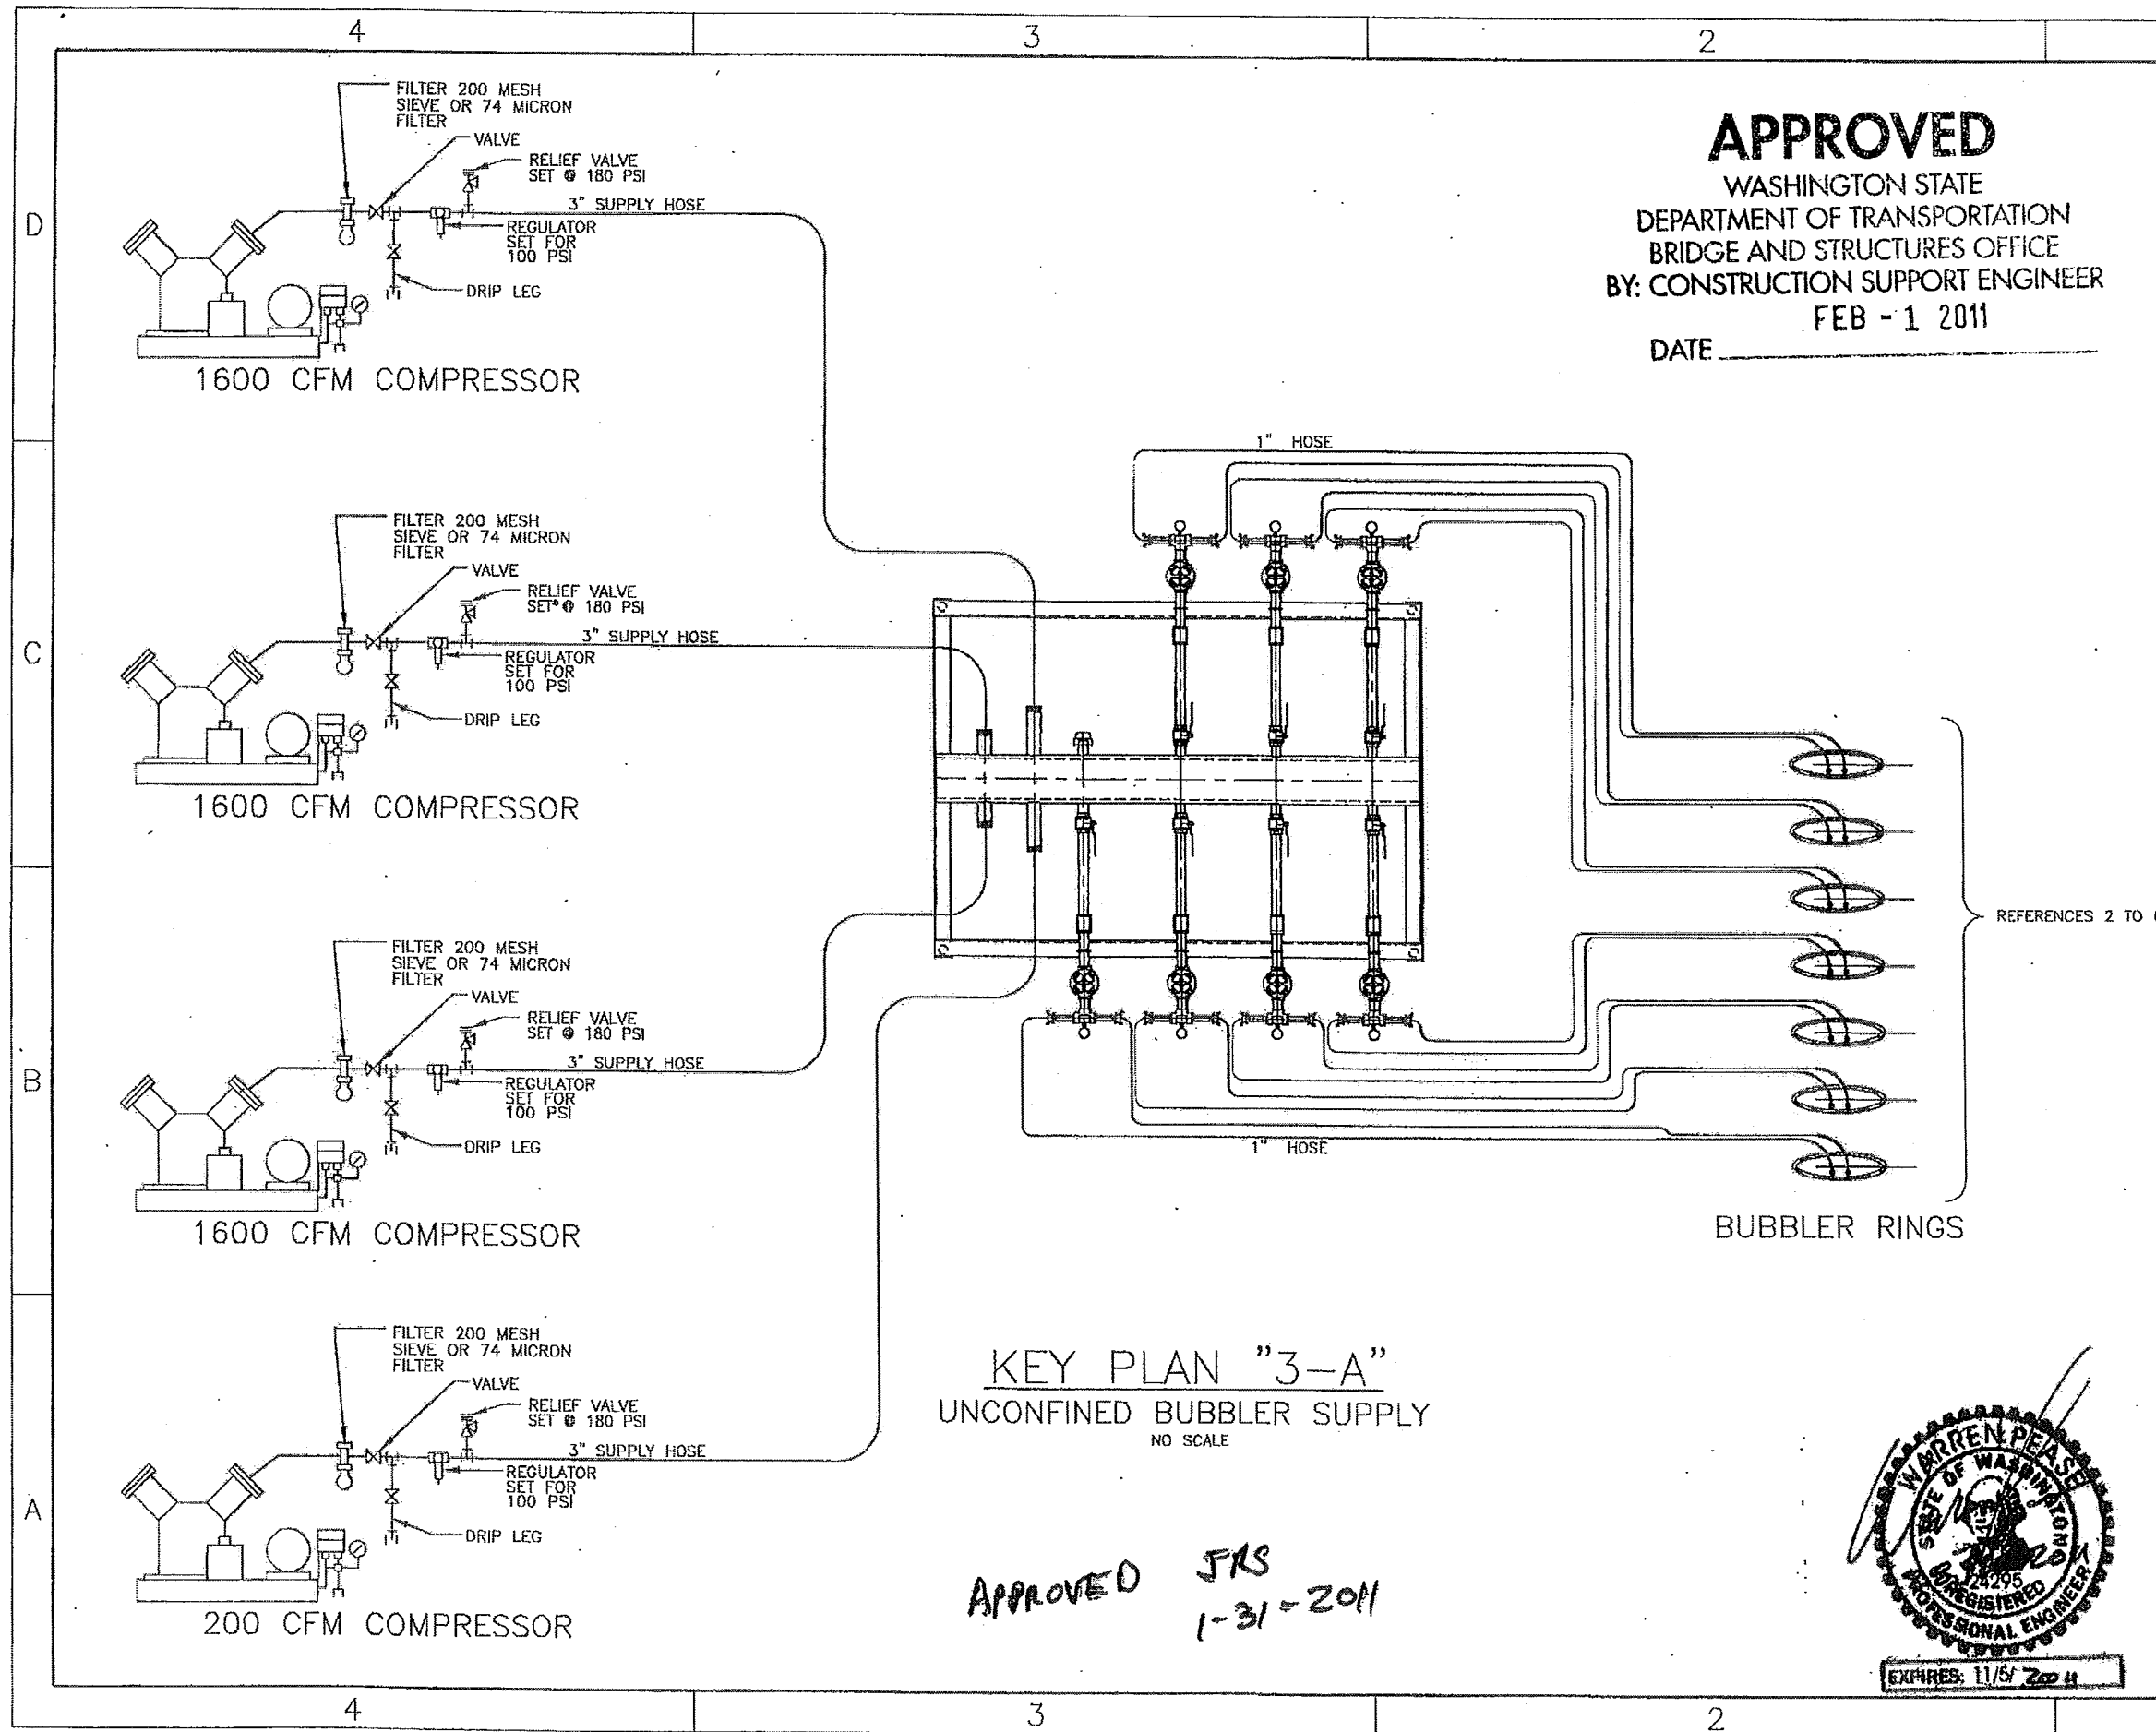 4
3
2
D
C
B
A
FILTER 200 MESH
SIEVE OR 74 MICRON
FILTER
VALVE
RELIEF VALVE
SET @ 180 PSI
3" SUPPLY HOSE
REGULATOR
SET FOR
100 PSI
DRIP LEG
1600 CFM COMPRESSOR
FILTER 200 MESH
SIEVE OR 74 MICRON
FILTER
VALVE
RELIEF VALVE
SET @ 180 PSI
3" SUPPLY HOSE
REGULATOR
SET FOR
100 PSI
DRIP LEG
1600 CFM COMPRESSOR
FILTER 200 MESH
SIEVE OR 74 MICRON
FILTER
VALVE
RELIEF VALVE
SET @ 180 PSI
3" SUPPLY HOSE
REGULATOR
SET FOR
100 PSI
DRIP LEG
1600 CFM COMPRESSOR
FILTER 200 MESH
SIEVE OR 74 MICRON
FILTER
VALVE
RELIEF VALVE
SET @ 180 PSI
3" SUPPLY HOSE
REGULATOR
SET FOR
100 PSI
DRIP LEG
200 CFM COMPRESSOR
APPROVED
WASHINGTON STATE
DEPARTMENT OF TRANSPORTATION
BRIDGE AND STRUCTURES OFFICE
BY: CONSTRUCTION SUPPORT ENGINEER
FEB - 1 2011
DATE
1" HOSE
REFERENCES 2 TO
1" HOSE
BUBBLER RINGS
KEY PLAN "3-A"
UNCONFINED BUBBLER SUPPLY
NO SCALE
APPROVED JRS
1-31-2011
WARREN PEASE
STATE OF WASHINGTON
24295
REGISTERED
PROFESSIONAL ENGINEER
EXPIRES: 11/5/
4
3
2